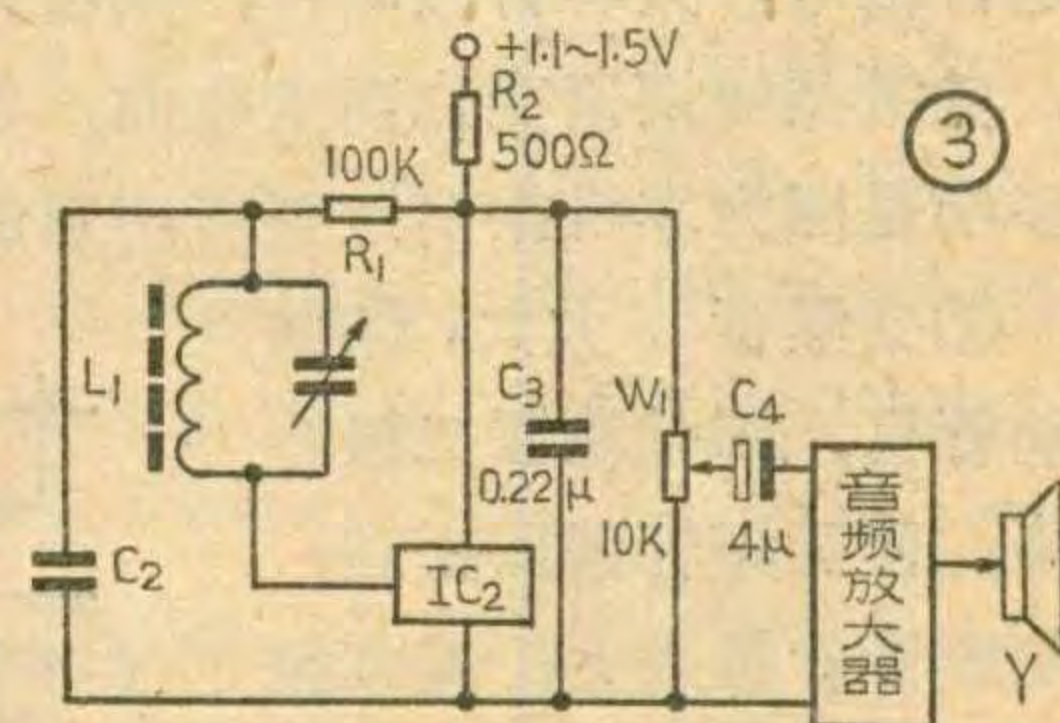 +1.1~1.5V
R₂
500Ω
③
100K
R₁
L₁
C₃
0.22μ
W₁
10K
C₄
4μ
C₂
IC₂
音频放大器
Y